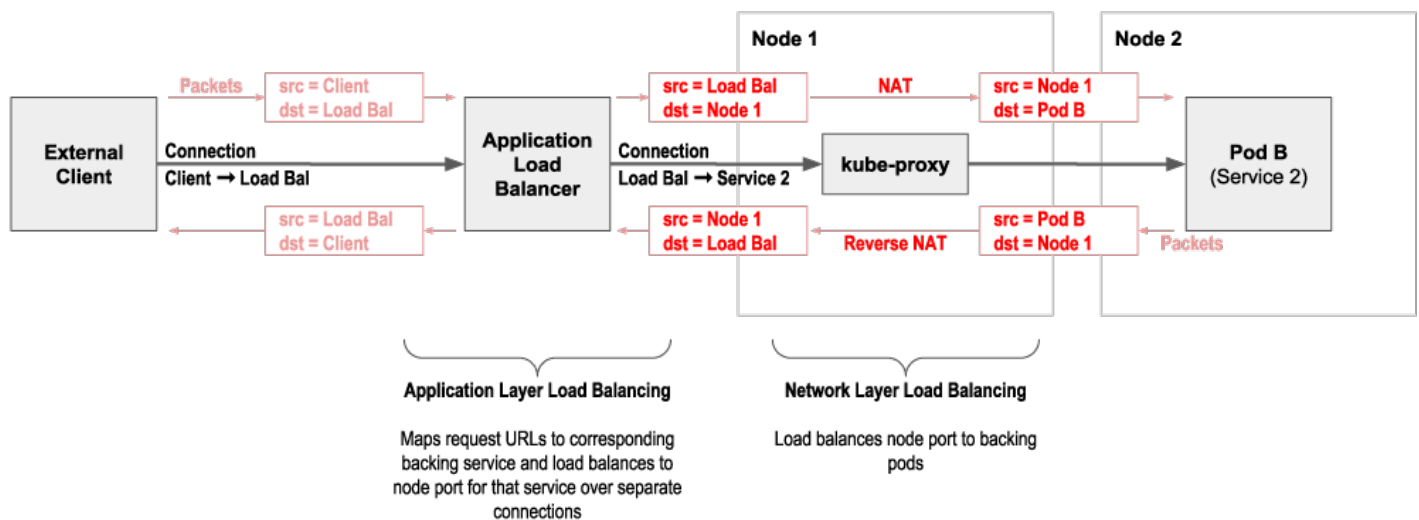 Node 1
Node 2
Packets
src = Client
dst = Load Bal
src = Load Bal
dst = Node 1
NAT
src = Node 1
dst = Pod B
External
Client
Connection
Client → Load Bal
Application
Load
Balancer
Connection
Load Bal → Service 2
kube-proxy
Pod B
(Service 2)
src = Load Bal
dst = Client
src = Node 1
dst = Load Bal
Reverse NAT
src = Pod B
dst = Node 1
Packets
Application Layer Load Balancing
Maps request URLs to corresponding
backing service and load balances to
node port for that service over separate
connections
Network Layer Load Balancing
Load balances node port to backing
pods